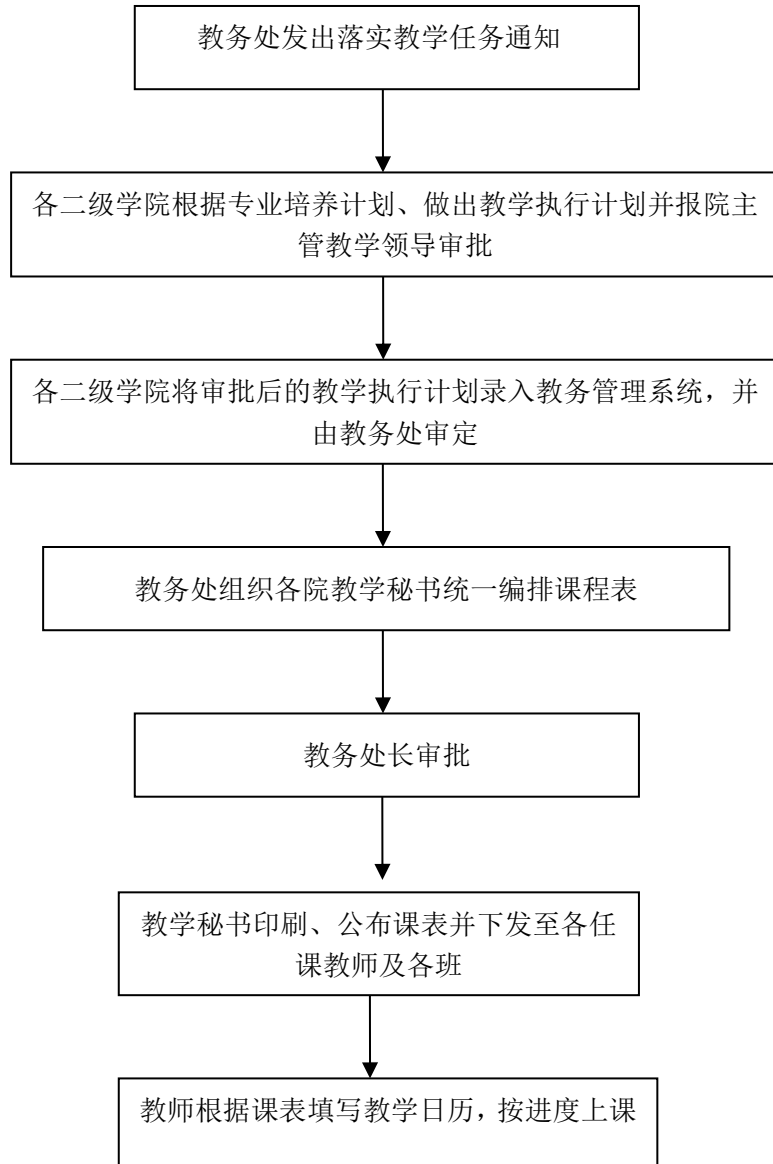 教务处发出落实教学任务通知
各二级学院根据专业培养计划、做出教学执行计划并报院主
管教学领导审批
各二级学院将审批后的教学执行计划录入教务管理系统，并
由教务处审定
教务处组织各院教学秘书统一编排课程表
教务处长审批
教学秘书印刷、公布课表并下发至各任
课教师及各班
教师根据课表填写教学日历，按进度上课